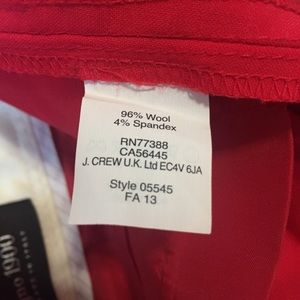 96% Wool
4% Spandex
RN77388
CA56445
J. CREW U.K. Ltd EC4V 6JA
Style 05545
FA 13